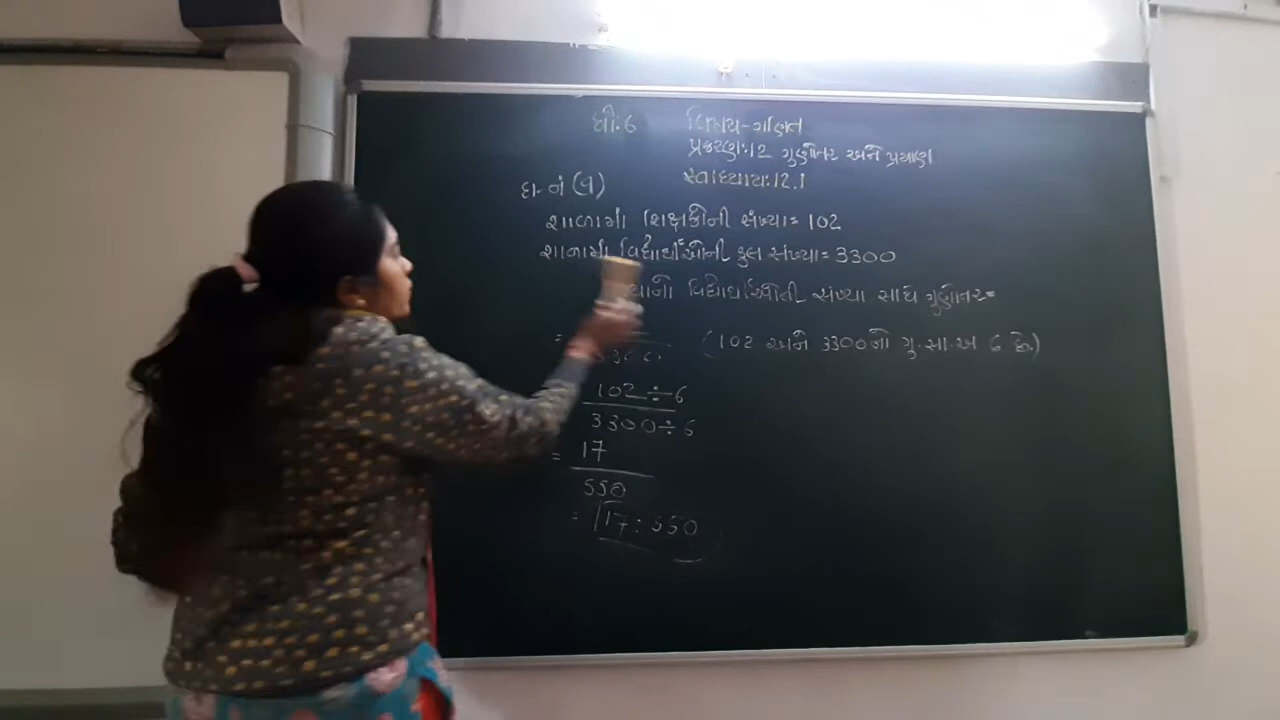 ધો:6 વિષય-ગણિત
પ્રકરણ:12 ગુણોત્તર અને પ્રમાણ
સ્વાધ્યાય:12.1
દા-નં (9)
શાળામાં શિક્ષકોની સંખ્યા= 102
શાળામાં વિદ્યાર્થીઓની કુલ સંખ્યા= 3300
વિદ્યાર્થીઓની સંખ્યા સાથે ગુણોત્તર=
= (102 અને 3300નો ગુ.સા.અ 6 છે.)
102÷6
3300÷6
= 17
550
= 17:550